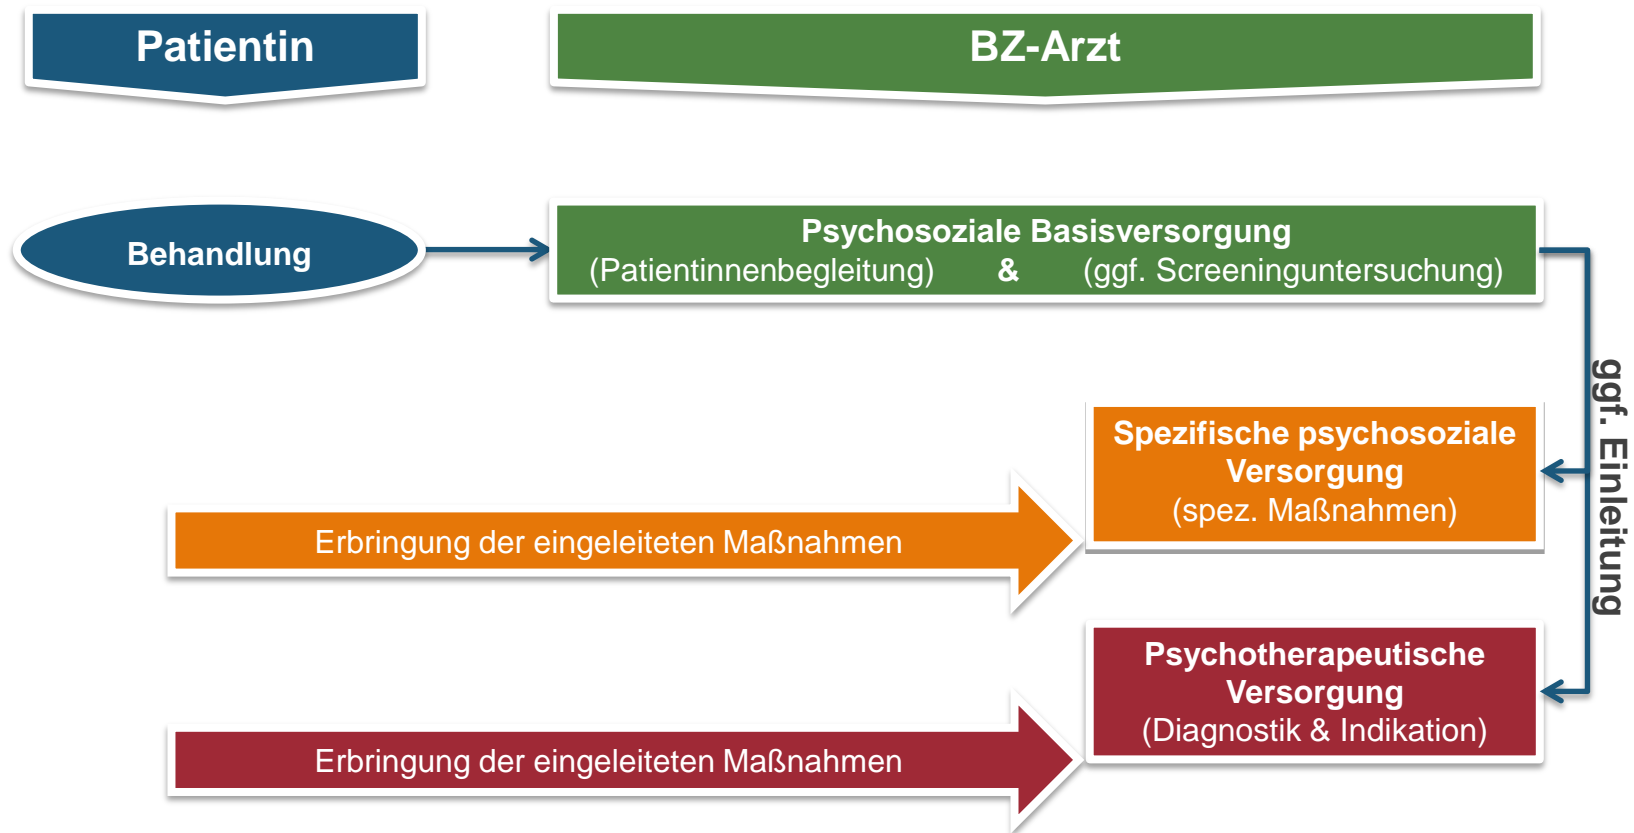 Patientin
BZ-Arzt
Behandlung
Psychosoziale Basisversorgung
(Patientinnenbegleitung) & (ggf. Screeninguntersuchung)
ggf. Einleitung
Spezifische psychosoziale
Versorgung
(spez. Maßnahmen)
Erbringung der eingeleiteten Maßnahmen
Psychotherapeutische
Versorgung
(Diagnostik & Indikation)
Erbringung der eingeleiteten Maßnahmen